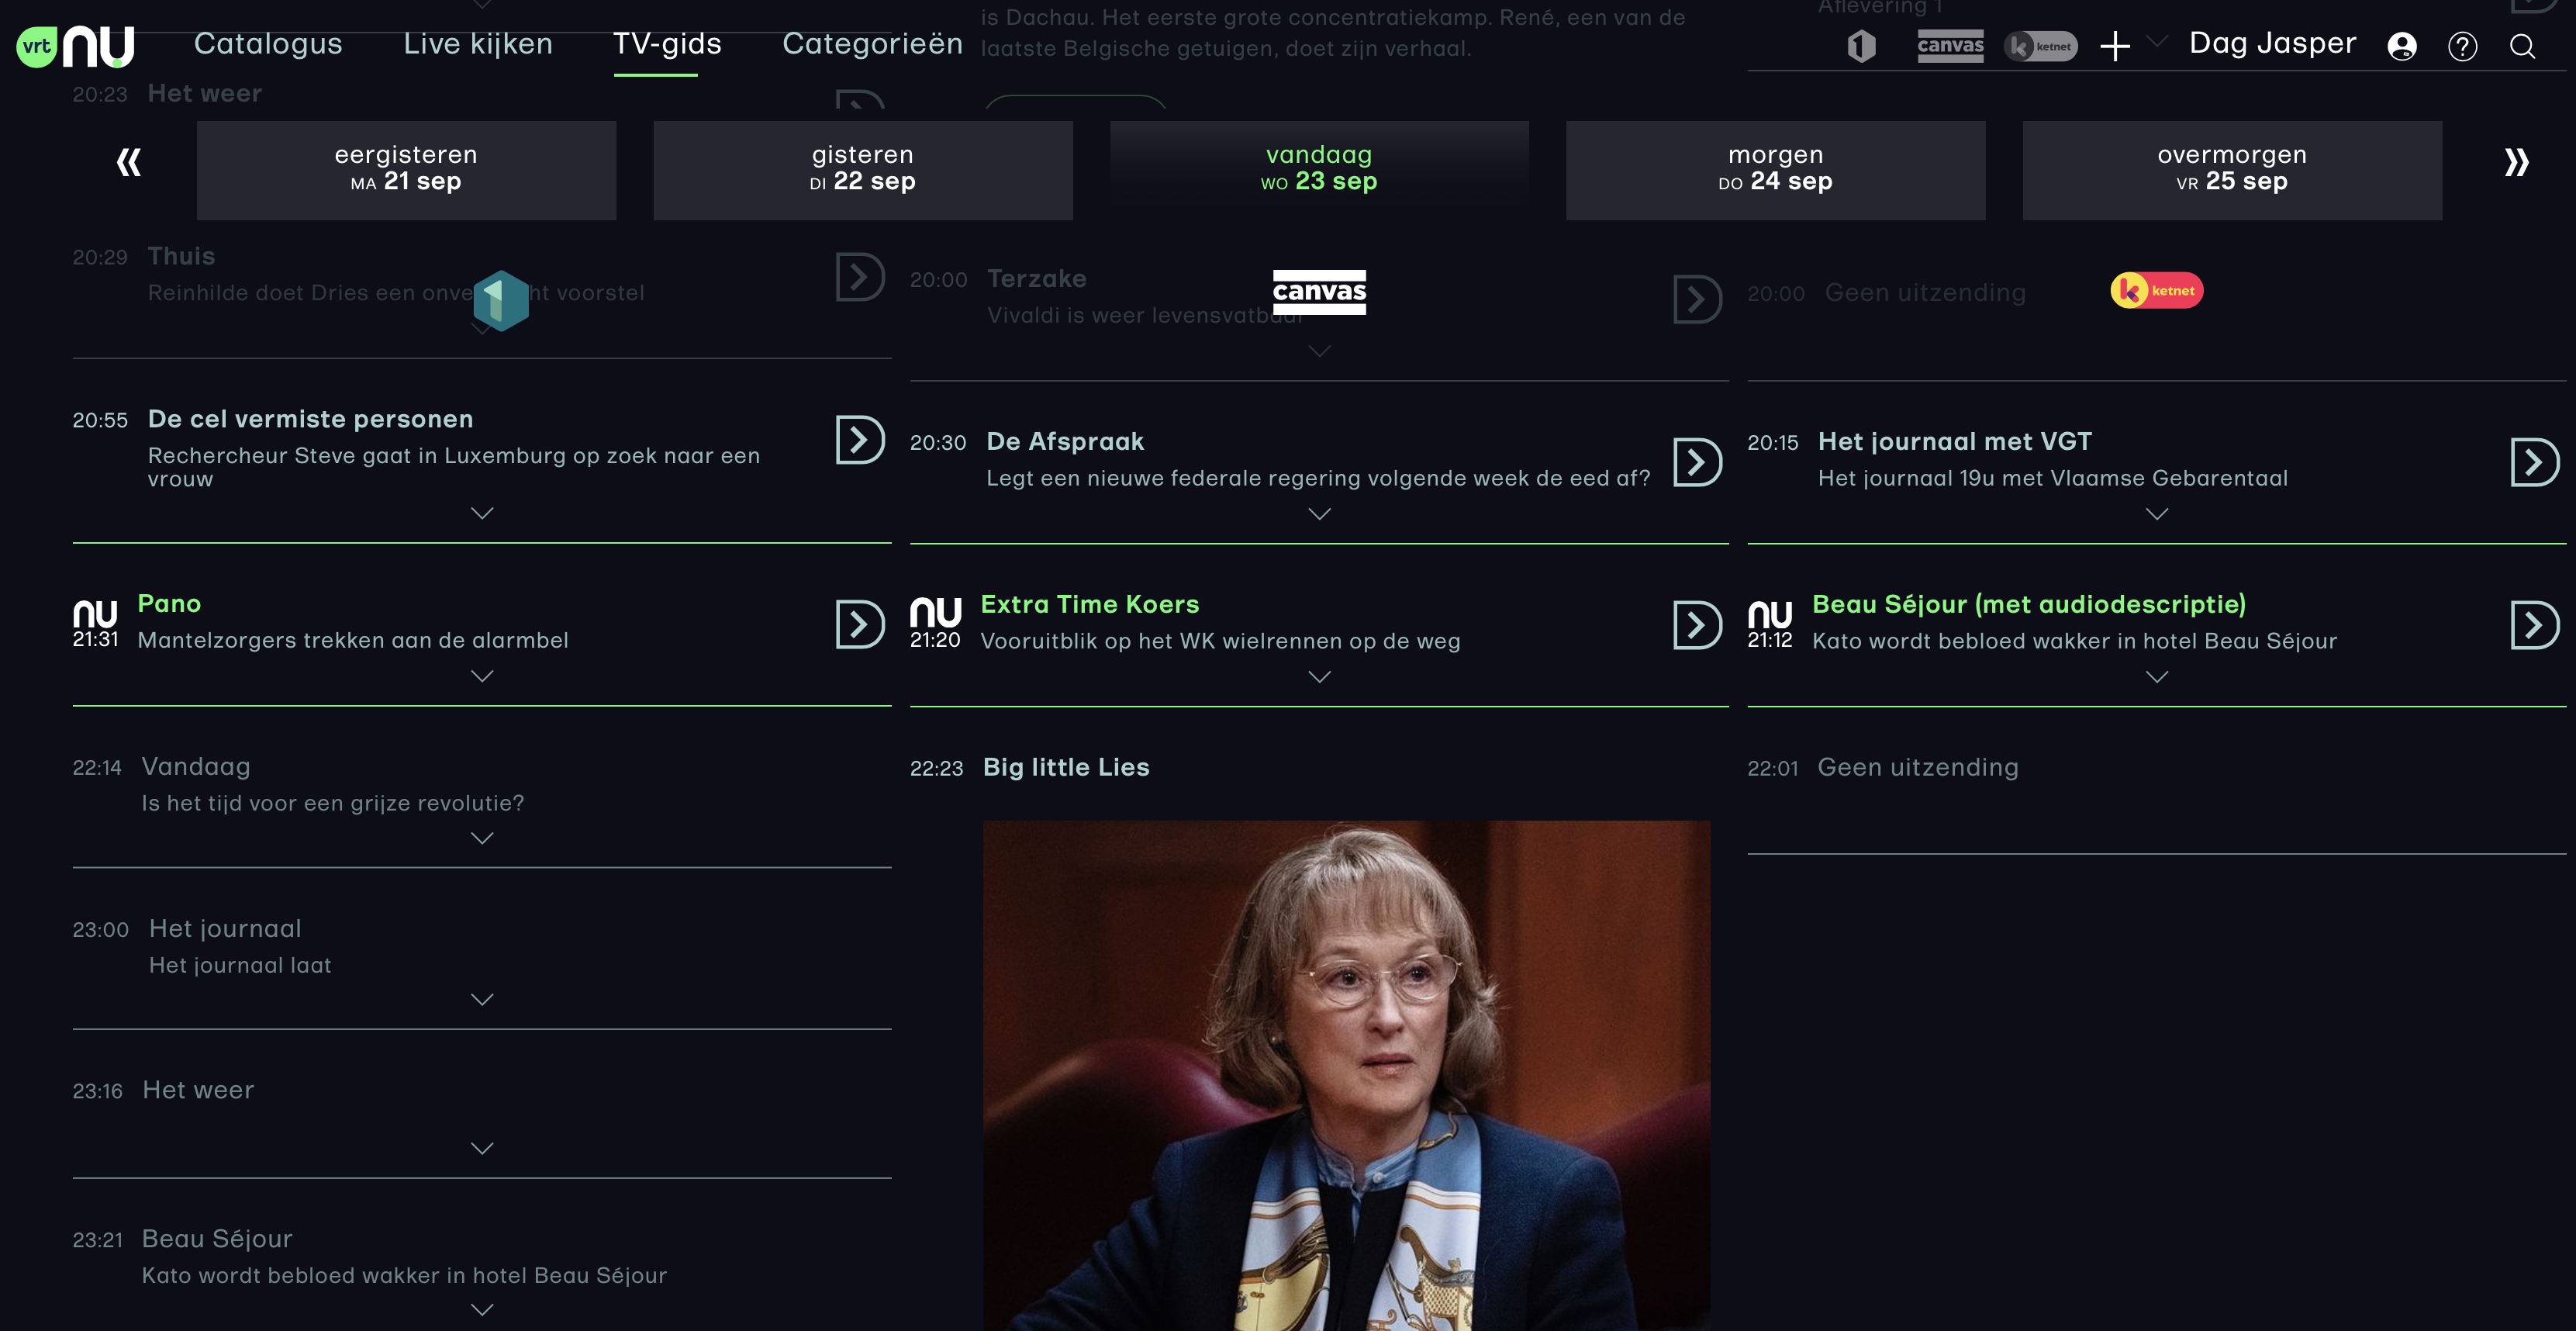 is Dachau. Het eerste grote concentratiekamp. René, een van de
laatste Belgische getuigen, doet zijn verhaal.
Aflevering 1
vrt nu Catalogus Live kijken TV-gids Categorieën 1 canvas ketnet Dag Jasper
20:23 Het weer
eergisteren
MA 21 sep
gisteren
DI 22 sep
vandaag
WO 23 sep
morgen
DO 24 sep
overmorgen
VR 25 sep
1
canvas
ketnet
20:29 Thuis
Reinhilde doet Dries een voorstel
20:55 De cel vermiste personen
Rechercheur Steve gaat in Luxemburg op zoek naar een
vrouw
nu
21:31 Pano
Mantelzorgers trekken aan de alarmbel
22:14 Vandaag
Is het tijd voor een grijze revolutie?
23:00 Het journaal
Het journaal laat
23:16 Het weer
23:21 Beau Séjour
Kato wordt bebloed wakker in hotel Beau Séjour
20:00 Terzake
Vivaldi is weer levensvatbaar
20:30 De Afspraak
Legt een nieuwe federale regering volgende week de eed af?
nu
21:20 Extra Time Koers
Vooruitblik op het WK wielrennen op de weg
22:23 Big little Lies
20:00 Geen uitzending
20:15 Het journaal met VGT
Het journaal 19u met Vlaamse Gebarentaal
nu
21:12 Beau Séjour (met audiodescriptie)
Kato wordt bebloed wakker in hotel Beau Séjour
22:01 Geen uitzending